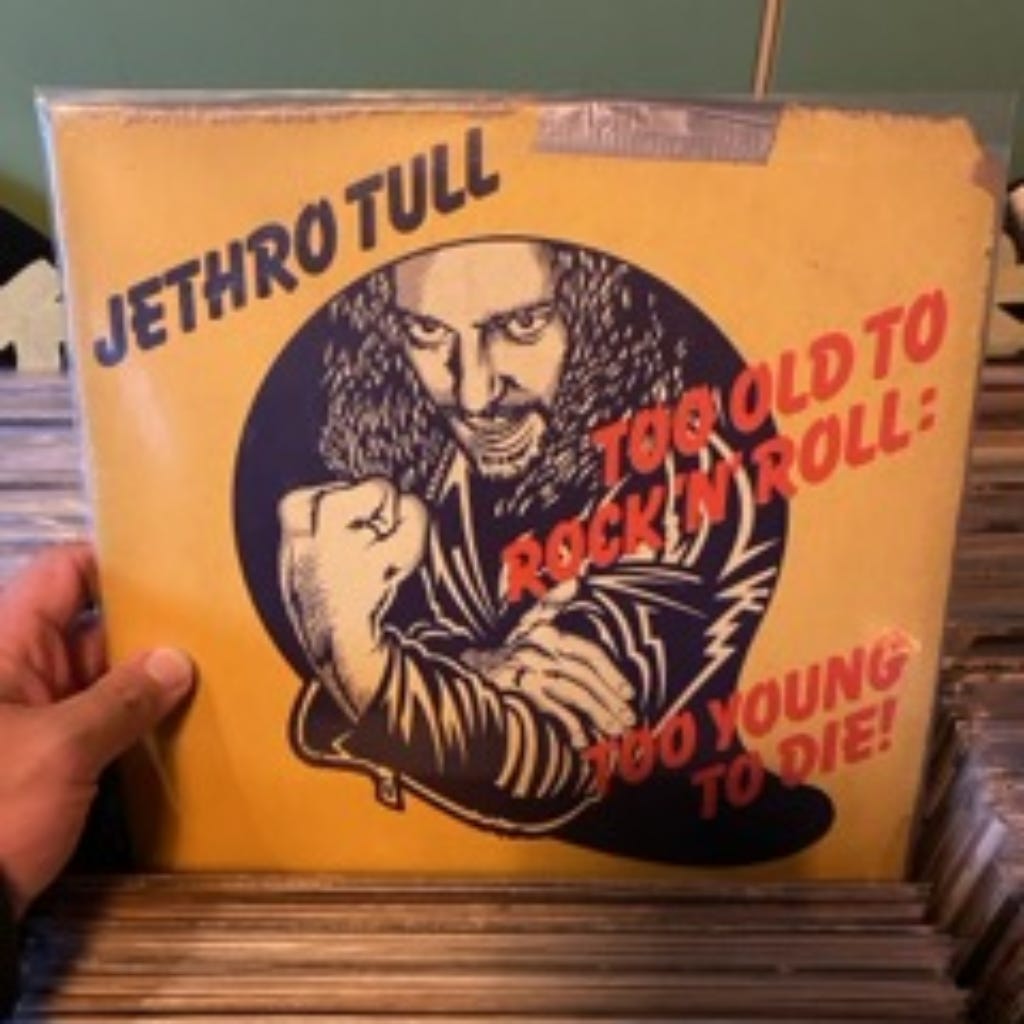 JETHRO TULL
TOO OLD TO
ROCK 'N' ROLL:
TOO YOUNG
TO DIE!